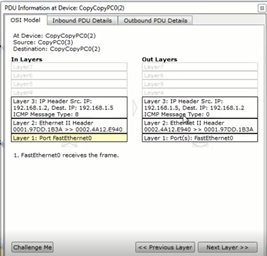 PDU Information at Device: CopyCopyPC0(2)
OSI Model
Inbound PDU Details
Outbound PDU Details
At Device: CopyCopyPC0(2)
Source: CopyPC0(3)
Destination: CopyCopyPC0(2)
In Layers
Out Layers
Layer7
Layer7
Layer6
Layer6
Layer5
Layer5
Layer4
Layer4
Layer 3: IP Header Src. IP:
192.168.1.2, Dest. IP: 192.168.1.5
ICMP Message Type: 8
Layer 3: IP Header Src. IP:
192.168.1.5, Dest. IP: 192.168.1.2
ICMP Message Type: 0
Layer 2: Ethernet II Header
0001.97DD.1B3A >> 0002.4A12.E940
Layer 2: Ethernet II Header
0002.4A12.E940 >> 0001.97DD.1B3A
Layer 1: Port FastEthernet0
Layer 1: Port(s): FastEthernet0
1. FastEthernet0 receives the frame.
Challenge Me
<< Previous Layer
Next Layer >>